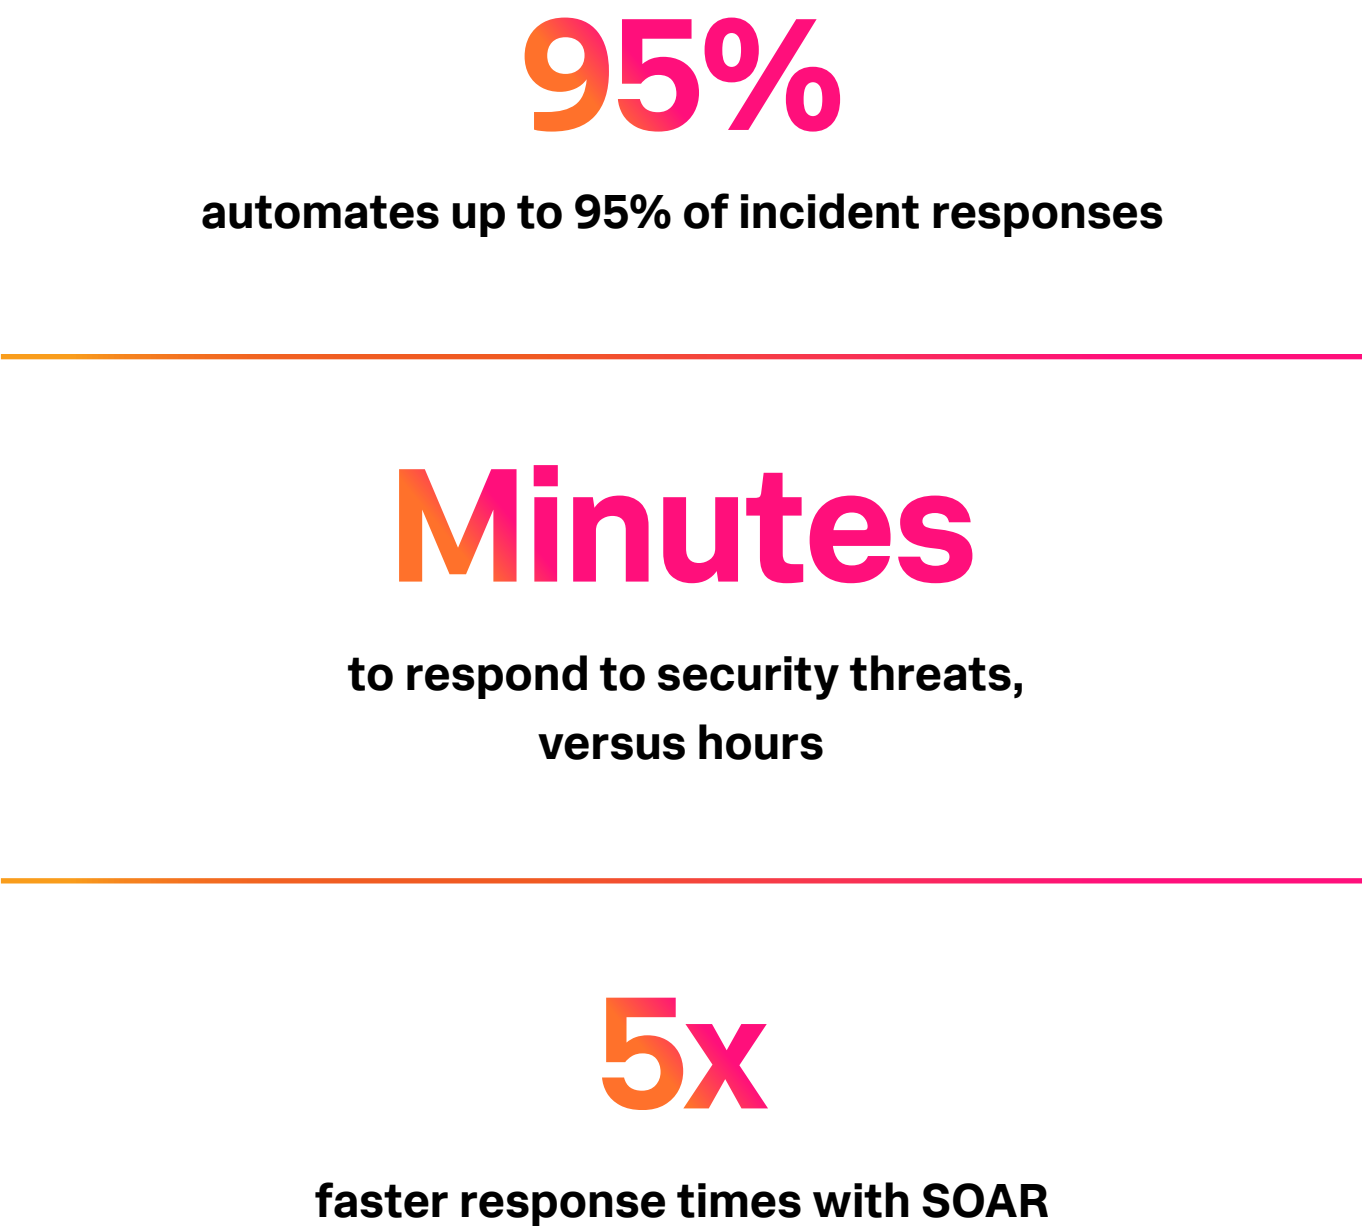 95%
automates up to 95% of incident responses
Minutes
to respond to security threats,
versus hours
5x
faster response times with SOAR